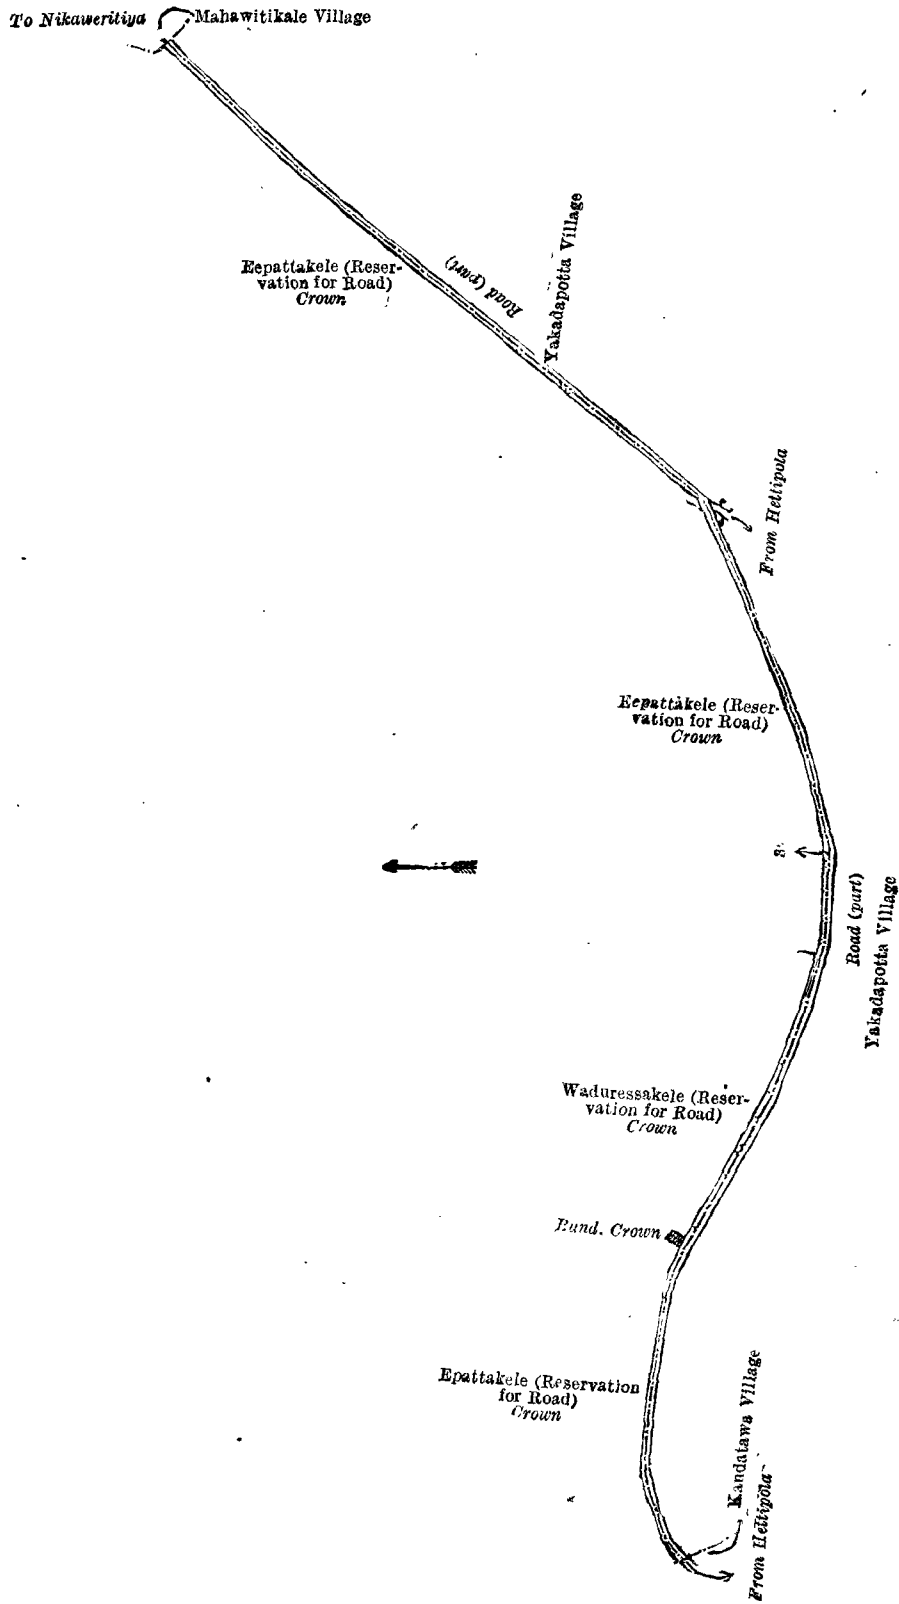 To Nikaweritiya
Mahawitikale Village
Eepattakele (Reser-
vation for Road)
Crown
Road (part)
Yakadapotta Village
From Hettipola
Eepattakele (Reser-
vation for Road)
Crown
Road (part)
Yakadapotta Village
Waduressakele (Reser-
vation for Road)
Crown
Bund. Crown
Epattakele (Reservation
for Road)
Crown
Kandatawa Village
From Hettipola